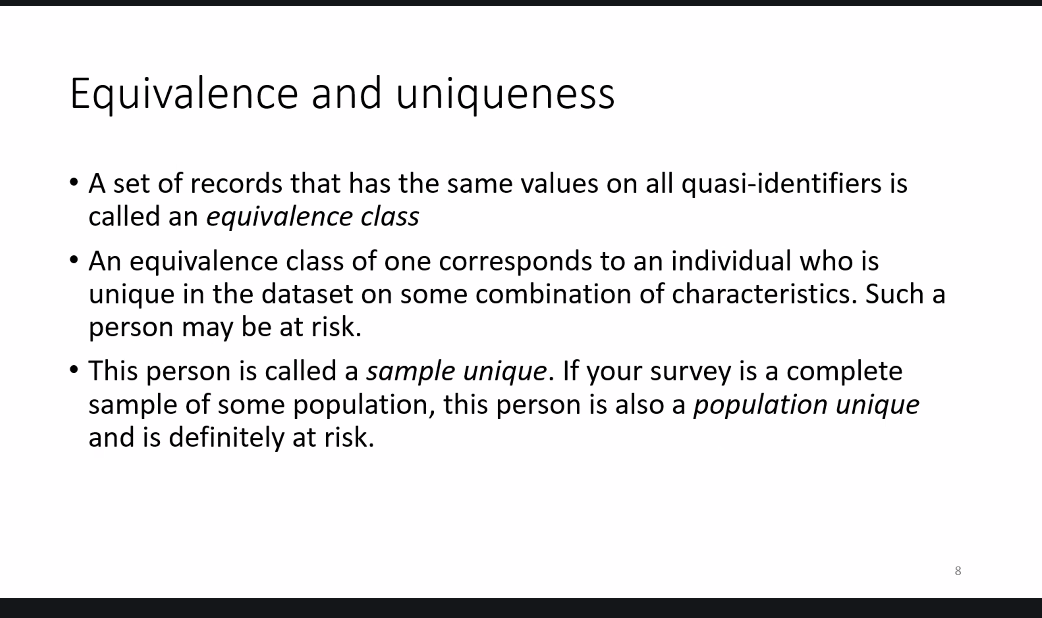 Equivalence and uniqueness
• A set of records that has the same values on all quasi-identifiers is
called an equivalence class
• An equivalence class of one corresponds to an individual who is
unique in the dataset on some combination of characteristics. Such a
person may be at risk.
• This person is called a sample unique. If your survey is a complete
sample of some population, this person is also a population unique
and is definitely at risk.
8